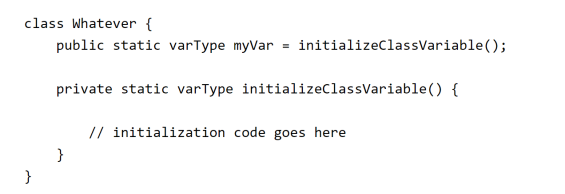 class Whatever {
    public static varType myVar = initializeClassVariable();

    private static varType initializeClassVariable() {

        // initialization code goes here
    }
}